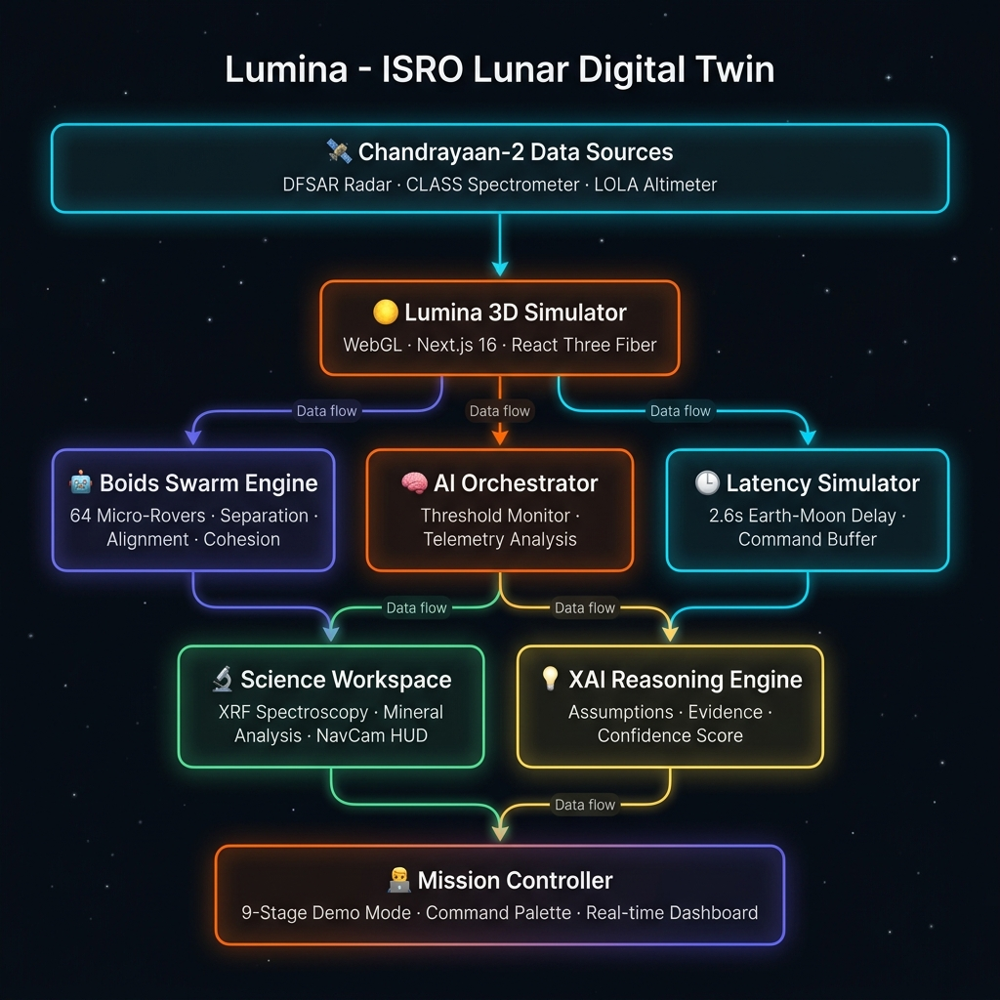 Lumina - ISRO Lunar Digital Twin
Chandrayaan-2 Data Sources
DFSAR Radar · CLASS Spectrometer · LOLA Altimeter
Lumina 3D Simulator
WebGL · Next.js 16 · React Three Fiber
Data flow
Data flow
Data flow
Boids Swarm Engine
64 Micro-Rovers · Separation ·
Alignment · Cohesion
AI Orchestrator
Threshold Monitor ·
Telemetry Analysis
Latency Simulator
2.6s Earth-Moon Delay ·
Command Buffer
Data flow
Data flow
Science Workspace
XRF Spectroscopy · Mineral
Analysis · NavCam HUD
XAI Reasoning Engine
Assumptions · Evidence ·
Confidence Score
Data flow
Mission Controller
9-Stage Demo Mode · Command Palette · Real-time Dashboard